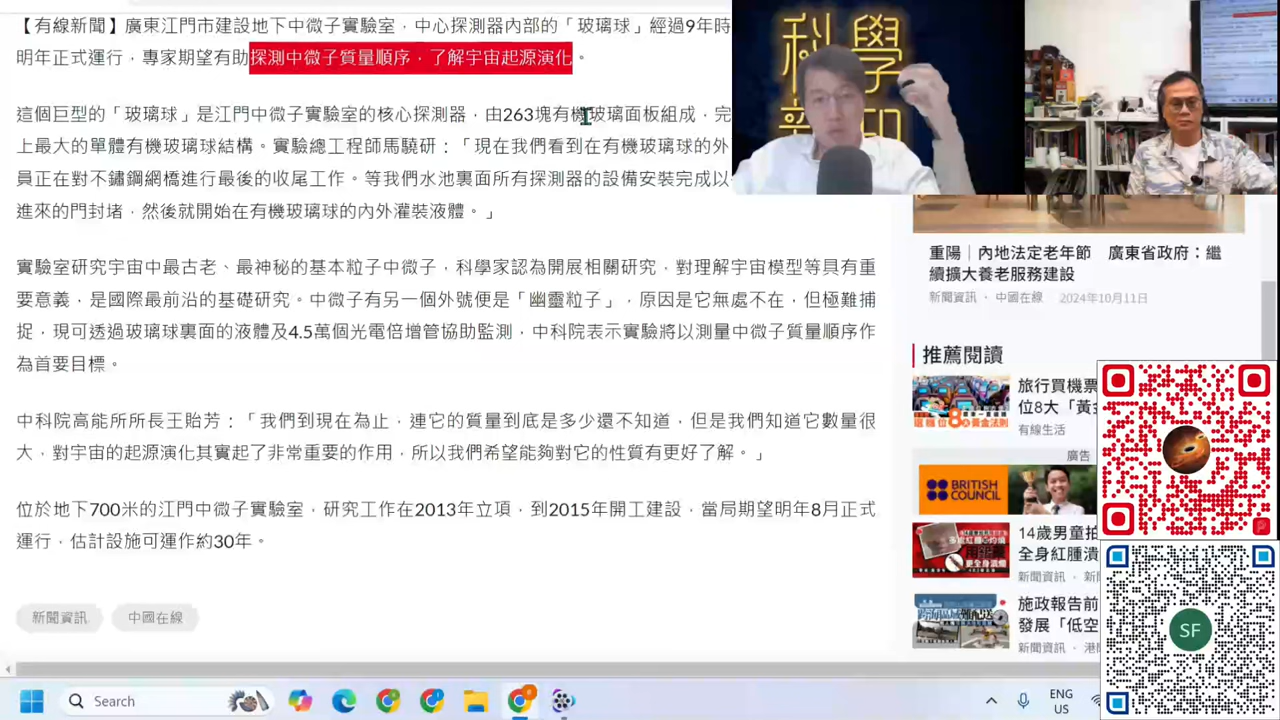 【有線新聞】廣東江門市建設地下中微子實驗室，中心探測器內部的「玻璃球」經過9年時
明年正式運行，專家期望有助探測中微子質量順序，了解宇宙起源演化。
這個巨型的「玻璃球」是江門中微子實驗室的核心探測器，由263塊有機玻璃面板組成，完
上最大的單體有機玻璃球結構。實驗總工程師馬驍研：「現在我們看到在有機玻璃球的外
員正在對不鏽鋼網橋進行最後的收尾工作。等我們水池裏面所有探測器的設備安裝完成以
進來的門封堵，然後就開始在有機玻璃球的內外灌裝液體。」
實驗室研究宇宙中最古老、最神秘的基本粒子中微子，科學家認為開展相關研究，對理解宇宙模型等具有重
要意義，是國際最前沿的基礎研究。中微子有另一個外號便是「幽靈粒子」，原因是它無處不在，但極難捕
捉，現可透過玻璃球裏面的液體及4.5萬個光電倍增管協助監測，中科院表示實驗將以測量中微子質量順序作
為首要目標。
中科院高能所所長王貽芳：「我們到現在為止，連它的質量到底是多少還不知道，但是我們知道它數量很
大，對宇宙的起源演化其實起了非常重要的作用，所以我們希望能夠對它的性質有更好了解。」
位於地下700米的江門中微子實驗室，研究工作在2013年立項，到2015年開工建設，當局期望明年8月正式
運行，估計設施可運作約30年。
新聞資訊
中國在線
科學
重陽｜內地法定老年節 廣東省政府：繼
續擴大養老服務建設
新聞資訊 · 中國在線 2024年10月11日
推薦閱讀
旅行買機票
位8大「黃金
有線生活
廣告
BRITISH
COUNCIL
14歲男童拍
全身紅腫潰
新聞資訊 ·
施政報告前
發展「低空
新聞資訊 ·
SF
Search
ENG
US